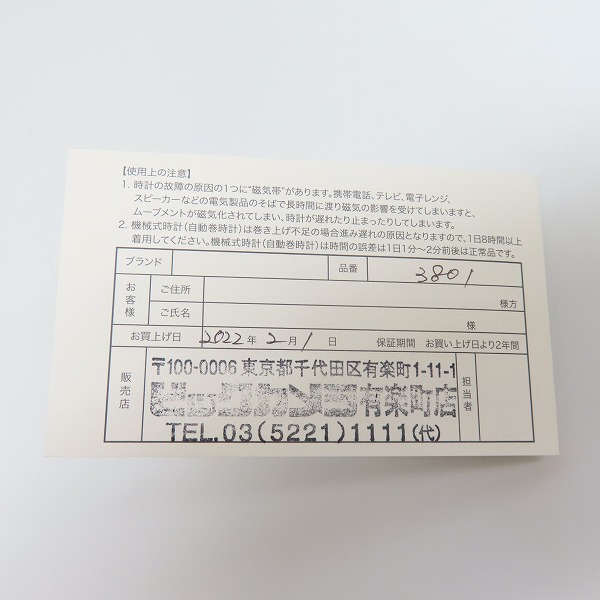 【使用上の注意】
1. 時計の故障の原因の1つに"磁気帯"があります。携帯電話、テレビ、電子レンジ、
スピーカーなどの電気製品のそばで長時間に渡り磁気の影響を受けてしまいますと、
ムーブメントが磁気化されてしまい、時計が遅れたり止まったりしてしまいます。
2. 機械式時計(自動巻時計)は巻き上げ不足の場合進み遅れの原因となりますので、1日8時間以上
着用してください。機械式時計(自動巻時計)は時間の誤差は1日1分〜2分前後は正常品です。
ブランド 品番 3801
お客様 ご住所 様方
ご氏名 様
お買上げ日 2022年 2月 1日 保証期間 お買い上げ日より2年間
販売店 〒100-0006 東京都千代田区有楽町1-11-1 担当者
ビックカメラ有楽町店
TEL.03(5221)1111(代)